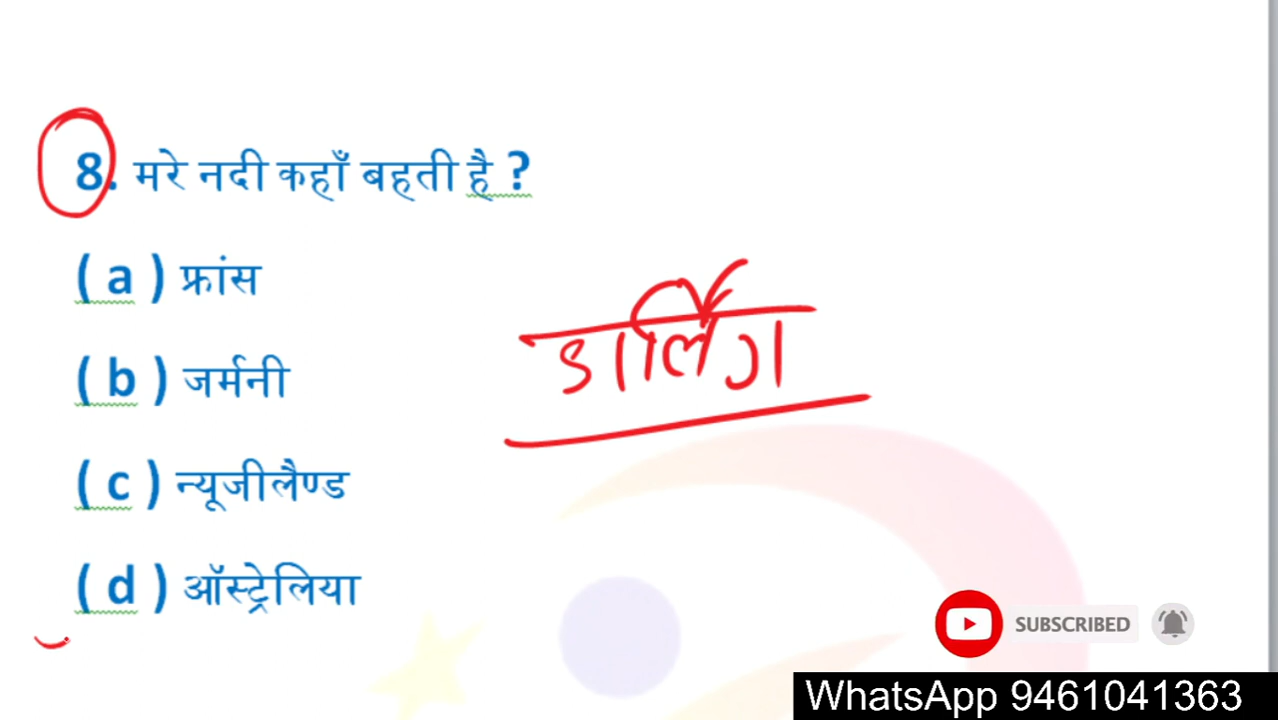 8. मरे नदी कहाँ बहती है ?
( a ) फ्रांस
डार्लिंग
( b ) जर्मनी
( c ) न्यूजीलैण्ड
( d ) ऑस्ट्रेलिया
SUBSCRIBED
WhatsApp 9461041363